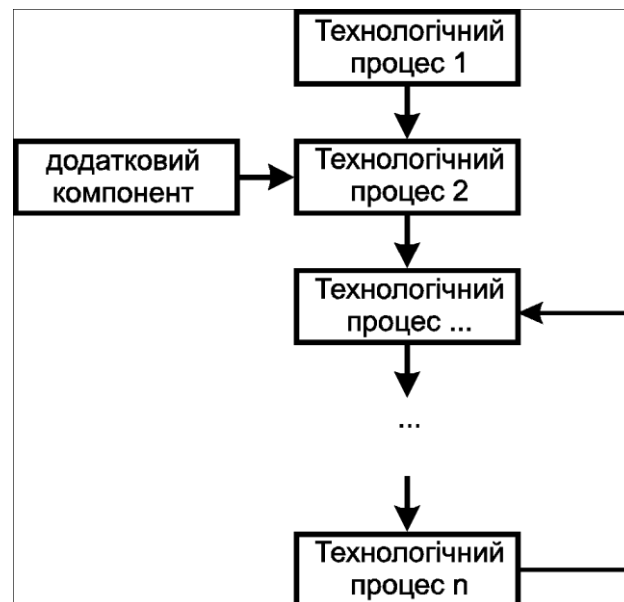 Технологічний
процес 1
додатковий
компонент
Технологічний
процес 2
Технологічний
процес ...
...
Технологічний
процес n